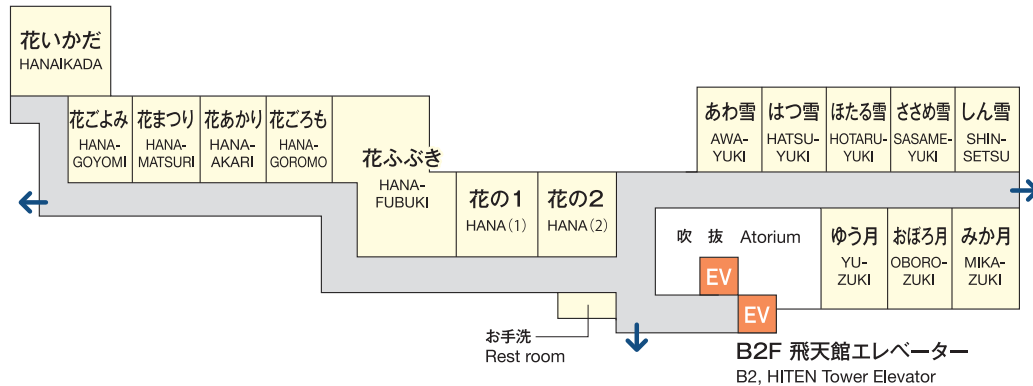 花いかだ
HANAIKADA
花ごよみ
HANA-
GOYOMI
花まつり
HANA-
MATSURI
花あかり
HANA-
AKARI
花ごろも
HANA-
GOROMO
花ふぶき
HANA-
FUBUKI
花の1
HANA(1)
花の2
HANA(2)
あわ雪
AWA-
YUKI
はつ雪
HATSU-
YUKI
ほたる雪
HOTARU-
YUKI
ささめ雪
SASAME-
YUKI
しん雪
SHIN-
SETSU
吹 抜 Atorium
ゆう月
YU-
ZUKI
おぼろ月
OBORO-
ZUKI
みか月
MIKA-
ZUKI
EV
EV
お手洗
Rest room
B2F 飛天館エレベーター
B2, HITEN Tower Elevator